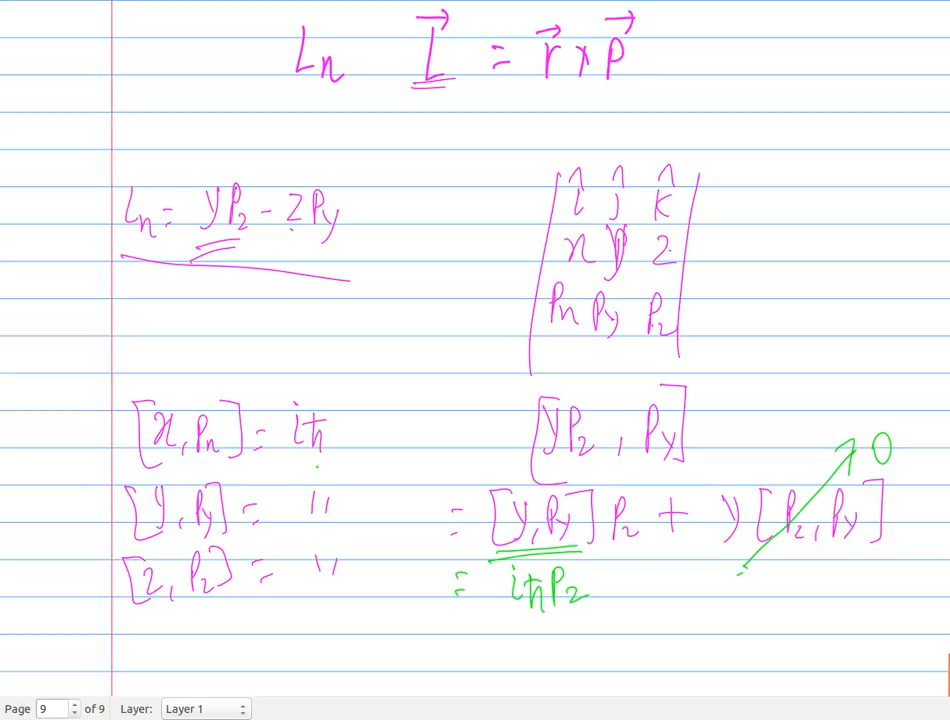 Lx L⃗ = r⃗ × p⃗
Lx = yPz - zPy
î ĵ k̂
x y z
Px Py Pz
[x, Px] = iħ [yPz, Py]
[y, Py] = " = [y, Py] Pz + y [Pz, Py] 0
[z, Pz] = " = iħPz
Page 9 of 9 Layer: Layer 1